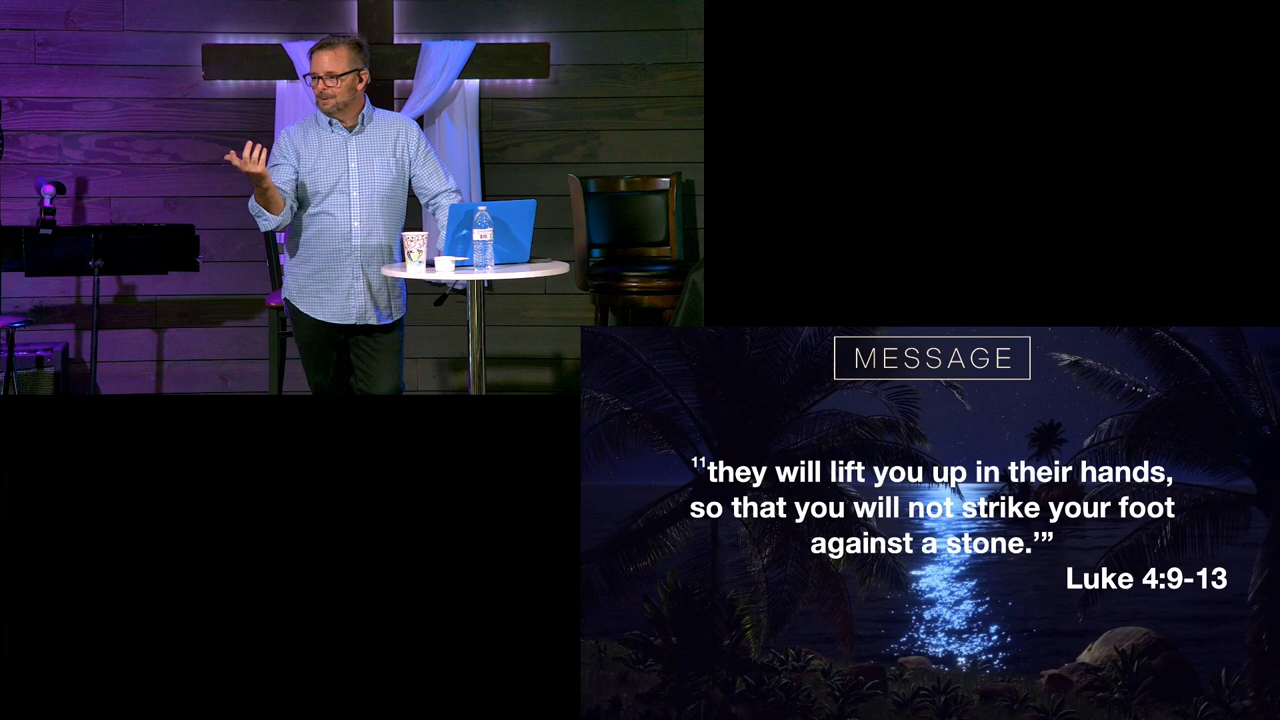 MESSAGE
¹¹they will lift you up in their hands,
so that you will not strike your foot
against a stone.’”
Luke 4:9-13